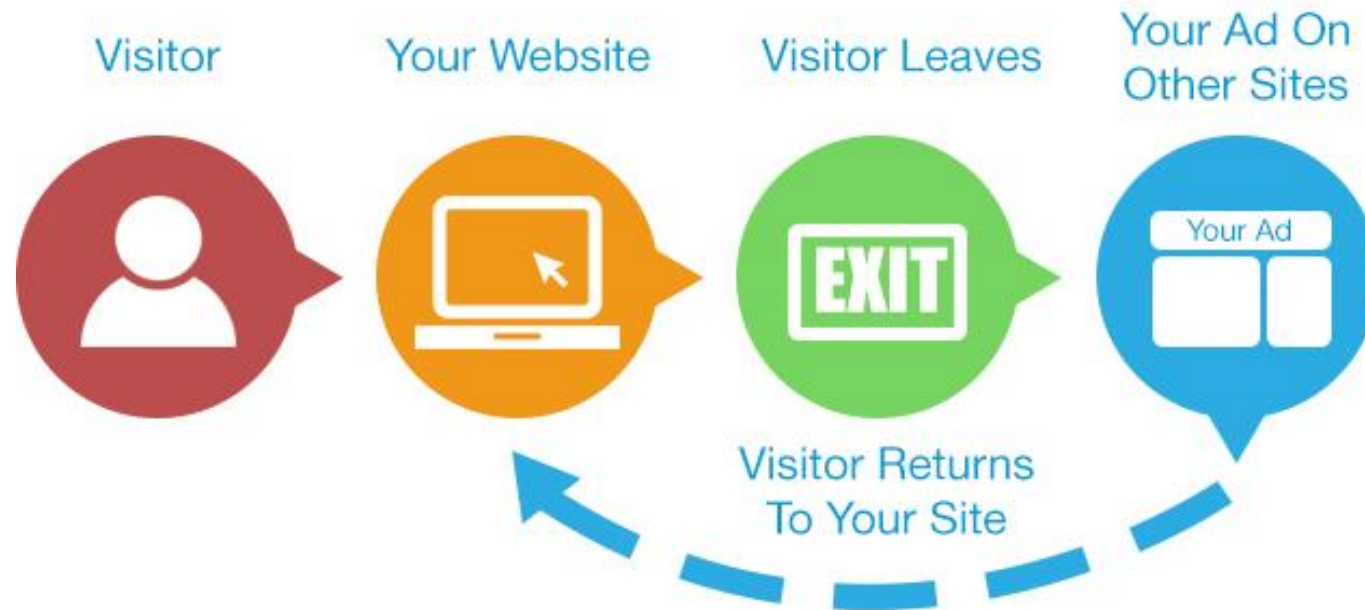 Visitor
Your Website
Visitor Leaves
Your Ad On
Other Sites
EXIT
Your Ad
Visitor Returns
To Your Site